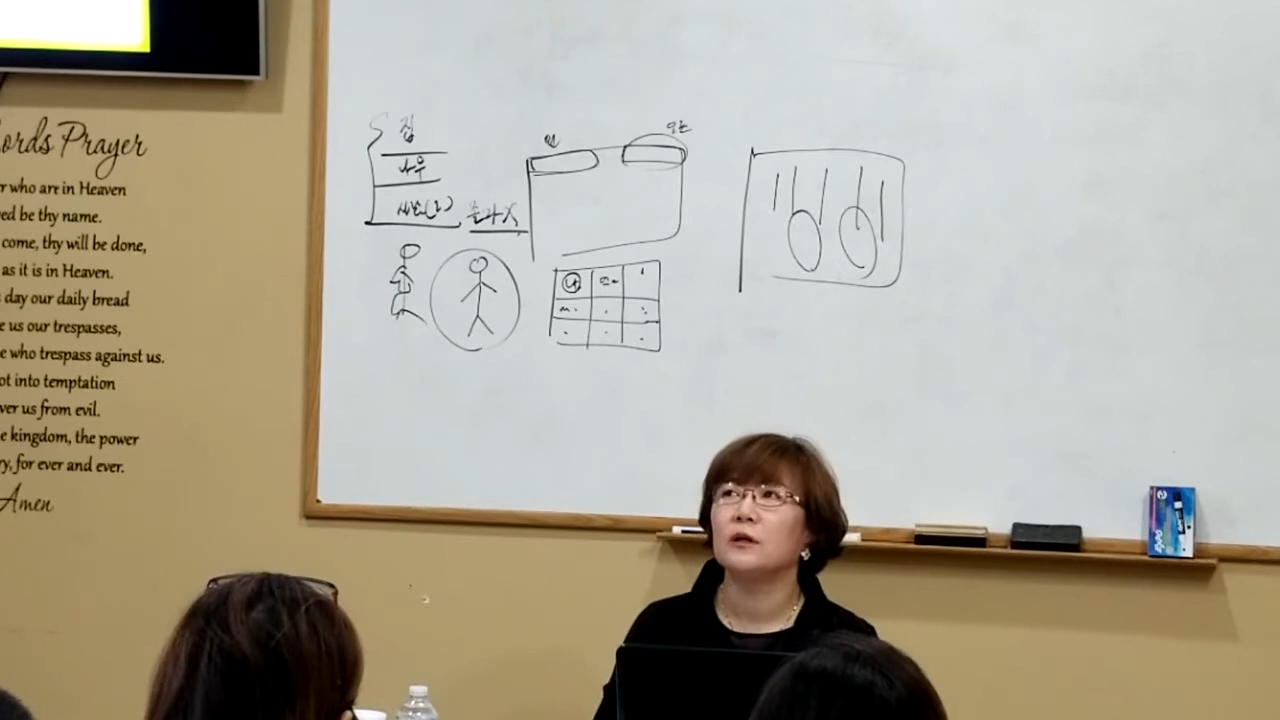 ords Prayer
r who are in Heaven
ed be thy name.
come, thy will be done,
as it is in Heaven.
s day our daily bread
e us our trespasses,
e who trespass against us.
ot into temptation
ver us from evil.
e kingdom, the power
ry, for ever and ever.
Amen
집
나무
EXPO